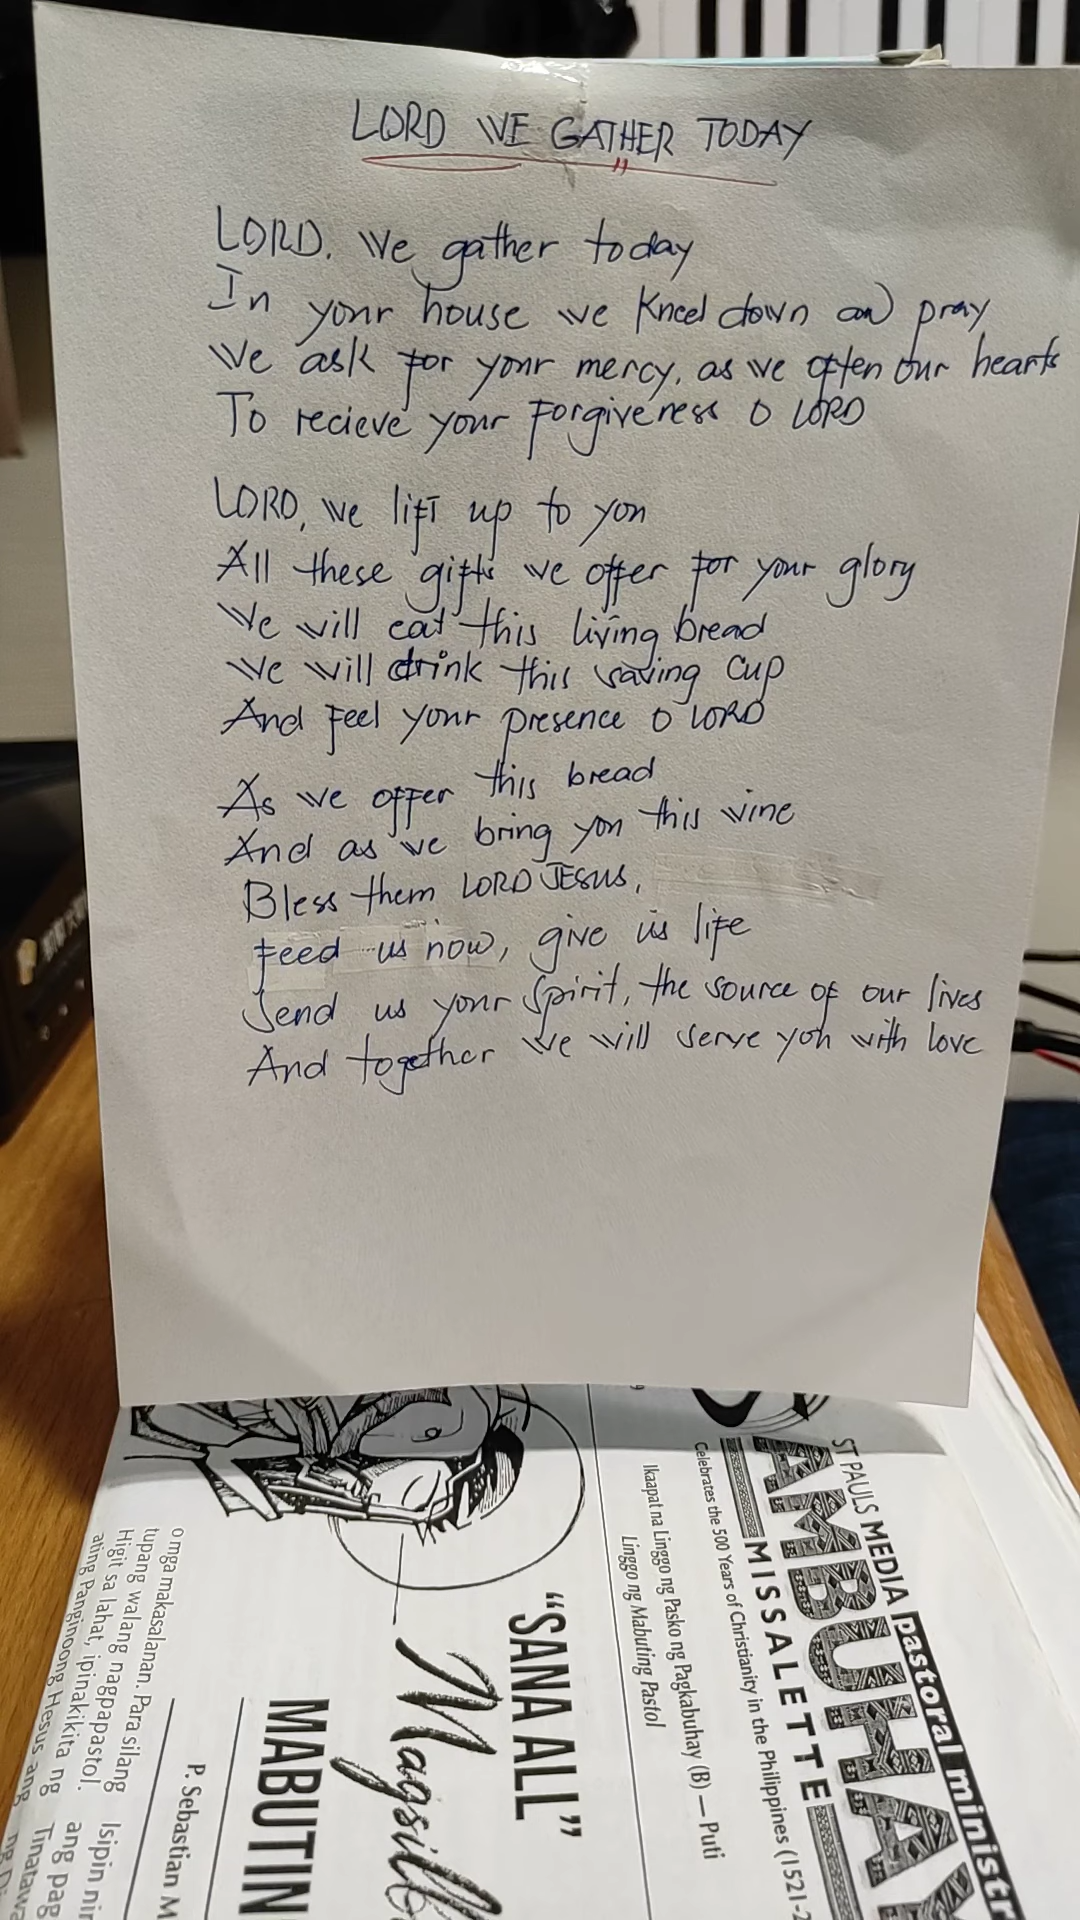 LORD WE GATHER TODAY
LORD, We gather today
In your house we kneel down and pray
We ask for your mercy, as we often our hearts
To recieve your Forgiveness O LORD
LORD, we lift up to you
All these gifts we offer for your glory
We will eat this living bread
We will drink this saving cup
And Feel your presence O LORD
As we offer this bread
And as we bring you this wine
Bless them LORD JESUS,
Feed us now, give us life
Send us your Spirit, the source of our lives
And together we will serve you with love
ST PAULS MEDIA pastoral ministr
AMBUHAY
MISSALETTE
Celebrates the 500 Years of Christianity in the Philippines (1521-2
Ikaapat na Linggo ng Pasko ng Pagkabuhay (B) — Puti
Linggo ng Mabuting Pastol
"SANA ALL"
MABUTIN
P. Sebastian M
o mga makasalanan. Para silang
tupang walang nagpapastol.
Higit sa lahat, ipinakikita ng
ating Panginoong Hesus ang
Isipin nin
ang pag
Tinatawa